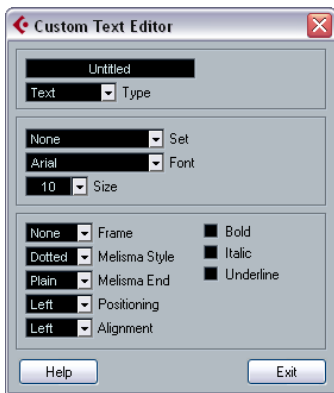 Custom Text Editor
Untitled
Text Type
None Set
Arial Font
10 Size
None Frame Bold
Dotted Melisma Style Italic
Plain Melisma End Underline
Left Positioning
Left Alignment
Help Exit